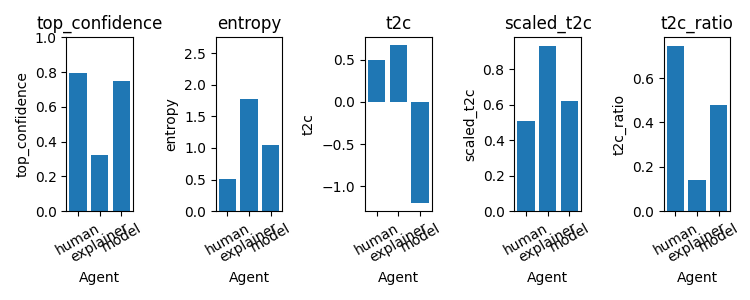 top_confidence
top_confidence
1.0
0.8
0.6
0.4
0.2
0.0
human
explainer
model
Agent
entropy
entropy
2.5
2.0
1.5
1.0
0.5
0.0
human
explainer
model
Agent
t2c
t2c
0.5
0.0
−0.5
−1.0
human
explainer
model
Agent
scaled_t2c
scaled_t2c
0.8
0.6
0.4
0.2
0.0
human
explainer
model
Agent
t2c_ratio
t2c_ratio
0.6
0.4
0.2
0.0
human
explainer
model
Agent